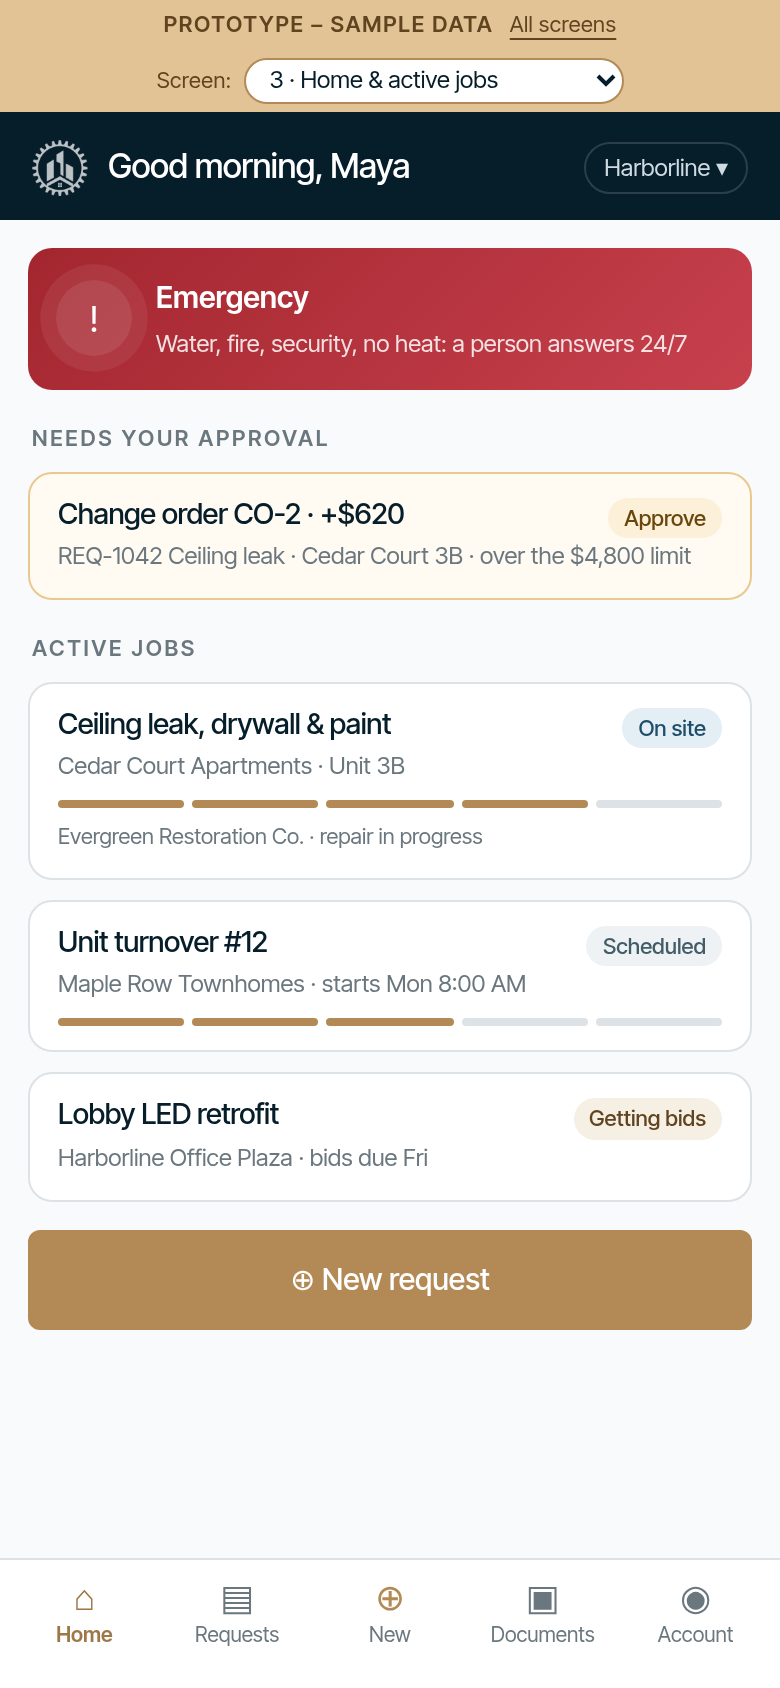 PROTOTYPE – SAMPLE DATA All screens
Screen: 3 · Home & active jobs
Good morning, Maya
Harborline ▾
!
Emergency
Water, fire, security, no heat: a person answers 24/7
NEEDS YOUR APPROVAL
Change order CO-2 · +$620
Approve
REQ-1042 Ceiling leak · Cedar Court 3B · over the $4,800 limit
ACTIVE JOBS
Ceiling leak, drywall & paint
On site
Cedar Court Apartments · Unit 3B
Evergreen Restoration Co. · repair in progress
Unit turnover #12
Scheduled
Maple Row Townhomes · starts Mon 8:00 AM
Lobby LED retrofit
Getting bids
Harborline Office Plaza · bids due Fri
⊕ New request
Home
Requests
New
Documents
Account